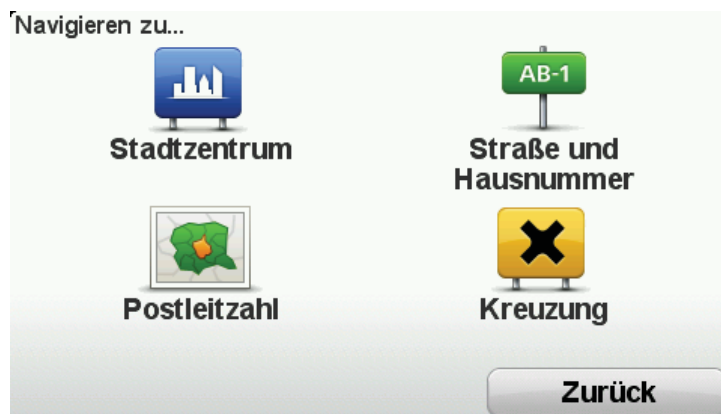 Navigieren zu...
AB-1
Stadtzentrum
Straße und
Hausnummer
Postleitzahl
Kreuzung
Zurück